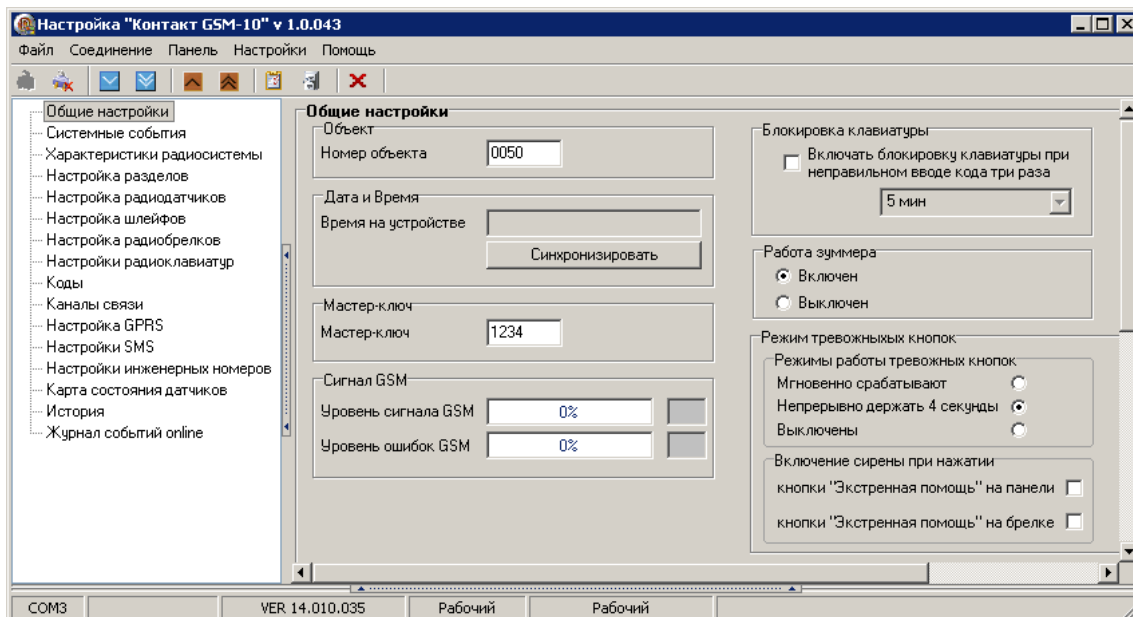 Настройка "Контакт GSM-10" v 1.0.043
Файл Соединение Панель Настройки Помощь
Общие настройки
Системные события
Характеристики радиосистемы
Настройка разделов
Настройка радиодатчиков
Настройка шлейфов
Настройка радиобрелков
Настройки радиоклавиатур
Коды
Каналы связи
Настройка GPRS
Настройки SMS
Настройки инженерных номеров
Карта состояния датчиков
История
Журнал событий online
Общие настройки
Объект
Номер объекта 0050
Дата и Время
Время на устройстве
Синхронизировать
Мастер-ключ
Мастер-ключ 1234
Сигнал GSM
Уровень сигнала GSM 0%
Уровень ошибок GSM 0%
Блокировка клавиатуры
Включать блокировку клавиатуры при
неправильном вводе кода три раза
5 мин
Работа зуммера
Включен
Выключен
Режим тревожныхых кнопок
Режимы работы тревожных кнопок
Мгновенно срабатывают
Непрерывно держать 4 секунды
Выключены
Включение сирены при нажатии
кнопки "Экстренная помощь" на панели
кнопки "Экстренная помощь" на брелке
COM3 VER 14.010.035 Рабочий Рабочий